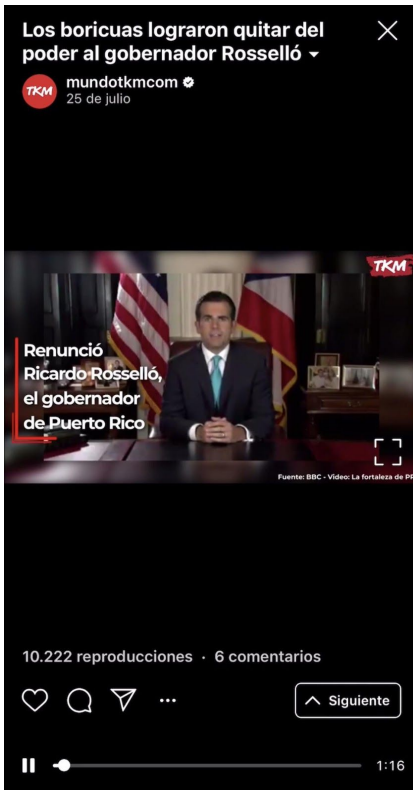 Los boricuas lograron quitar del
poder al gobernador Rosselló
TKM
mundotkmcom
25 de julio
TKM
Renunció
Ricardo Rosselló,
el gobernador
de Puerto Rico
Fuente: BBC - Video: La fortaleza de PR
10.222 reproducciones · 6 comentarios
Siguiente
1:16